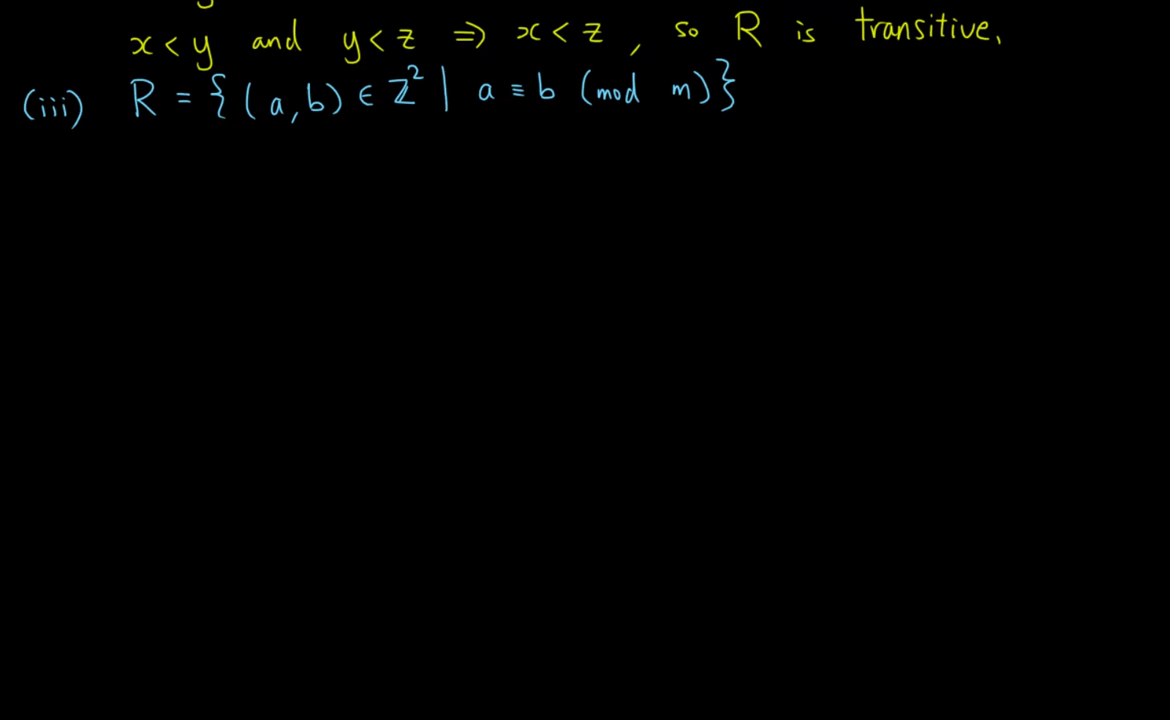 x < y and y < z ⇒ x < z , so R is transitive.
(iii) R = { (a,b) ∈ ℤ² | a ≡ b (mod m) }